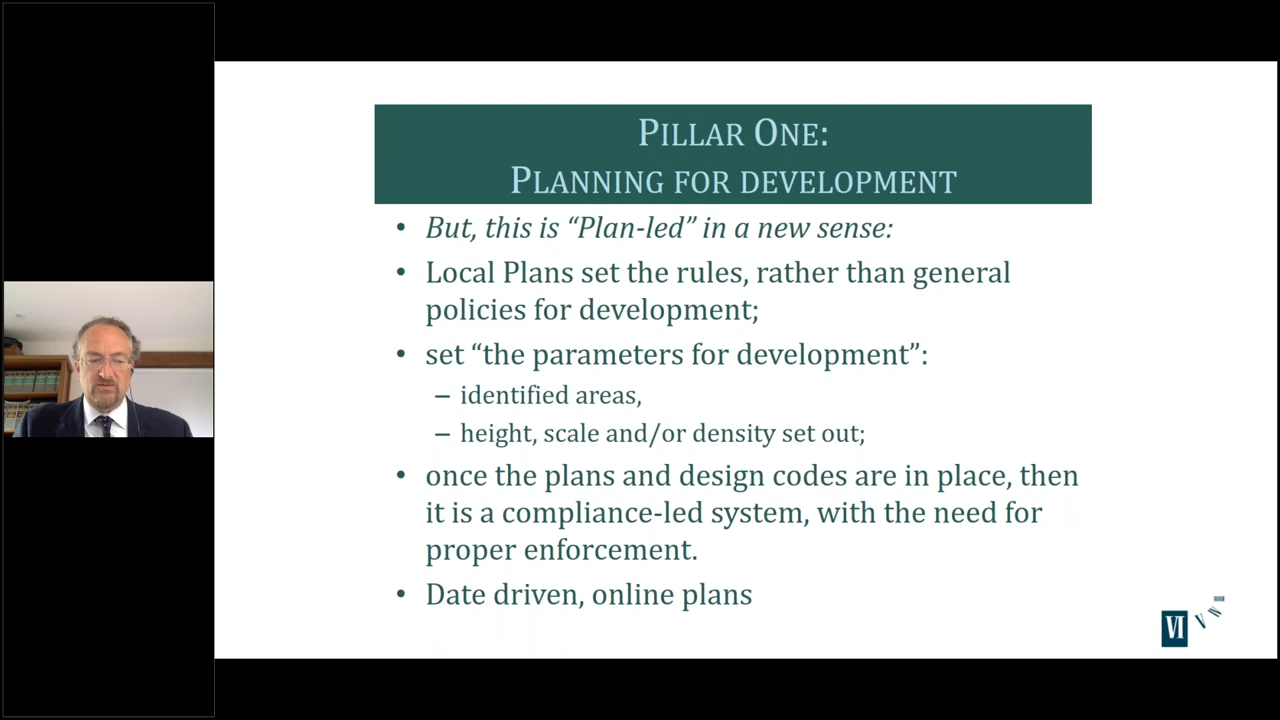 PILLAR ONE:
PLANNING FOR DEVELOPMENT
• But, this is “Plan-led” in a new sense:
• Local Plans set the rules, rather than general
policies for development;
• set “the parameters for development”:
– identified areas,
– height, scale and/or density set out;
• once the plans and design codes are in place, then
it is a compliance-led system, with the need for
proper enforcement.
• Date driven, online plans
VI